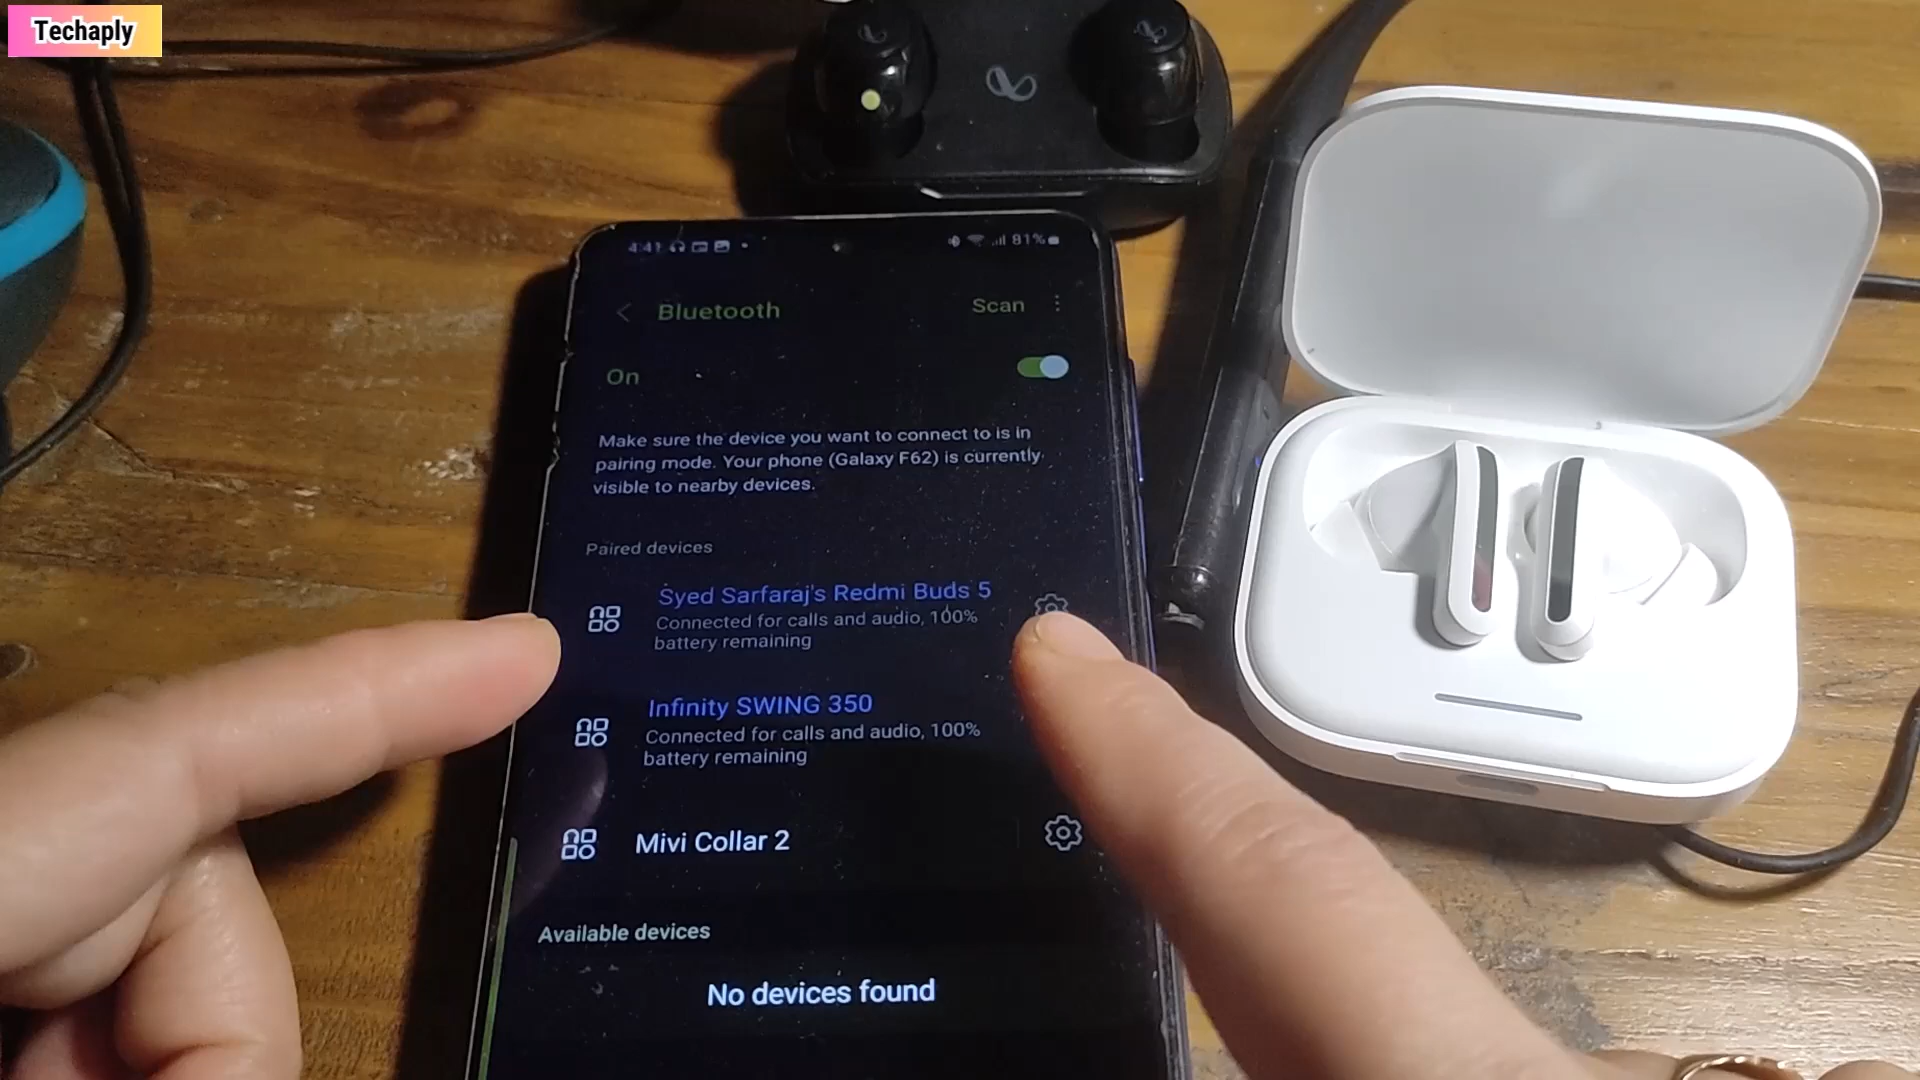 Techaply
4:41
81%
Bluetooth
Scan
On
Make sure the device you want to connect to is in
pairing mode. Your phone (Galaxy F62) is currently
visible to nearby devices.
Paired devices
Syed Sarfaraj's Redmi Buds 5
Connected for calls and audio, 100%
battery remaining
Infinity SWING 350
Connected for calls and audio, 100%
battery remaining
Mivi Collar 2
Available devices
No devices found